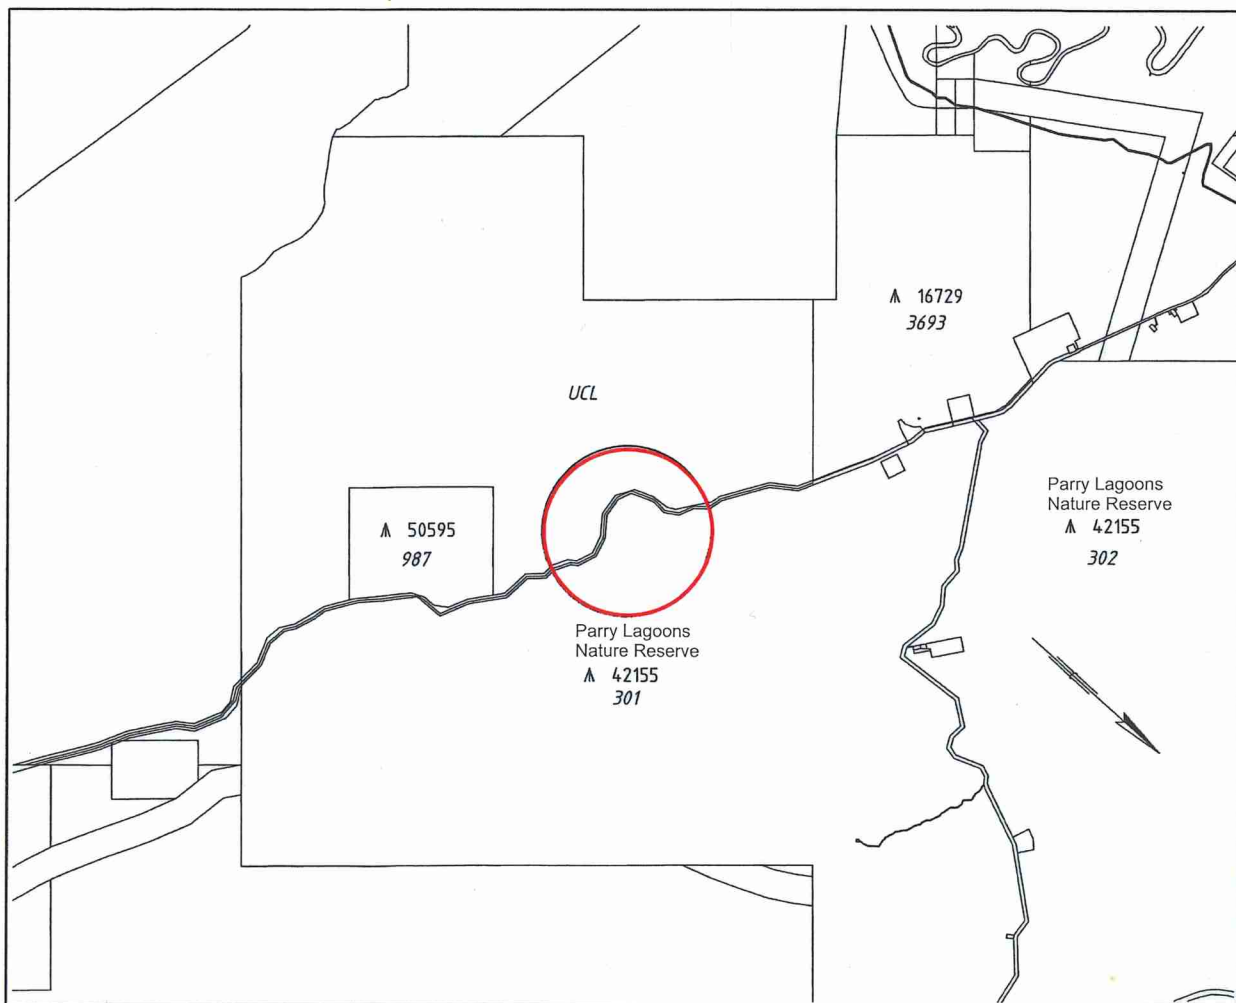 16729
3693
UCL
50595
987
Parry Lagoons
Nature Reserve
42155
302
Parry Lagoons
Nature Reserve
42155
301